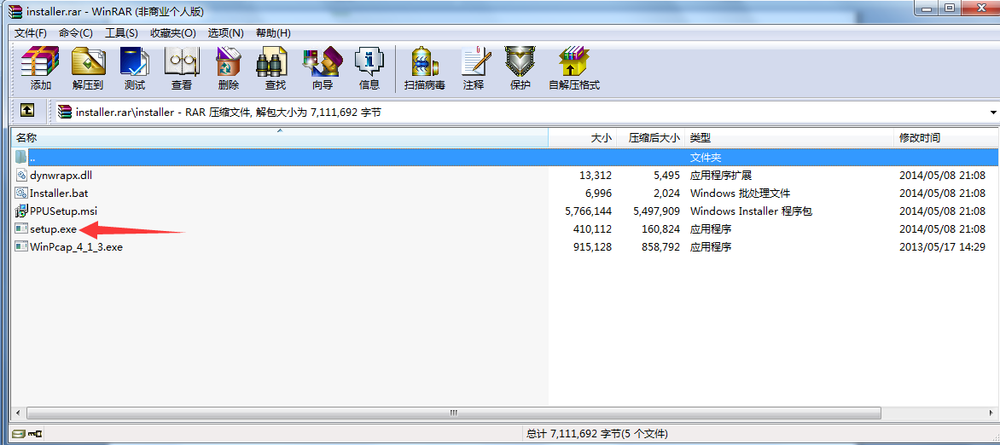 installer.rar - WinRAR (非商业个人版)
文件(F) 命令(C) 工具(S) 收藏夹(O) 选项(N) 帮助(H)
添加 解压到 测试 查看 删除 查找 向导 信息 扫描病毒 注释 保护 自解压格式
installer.rar\installer - RAR 压缩文件, 解包大小为 7,111,692 字节
名称 大小 压缩后大小 类型 修改时间
.. 文件夹
dynwrapx.dll 13,312 5,495 应用程序扩展 2014/05/08 21:08
Installer.bat 6,996 2,024 Windows 批处理文件 2014/05/08 21:08
PPUSetup.msi 5,766,144 5,497,909 Windows Installer 程序包 2014/05/08 21:08
setup.exe 410,112 160,824 应用程序 2014/05/08 21:08
WinPcap_4_1_3.exe 915,128 858,792 应用程序 2013/05/17 14:29
总计 7,111,692 字节(5 个文件)